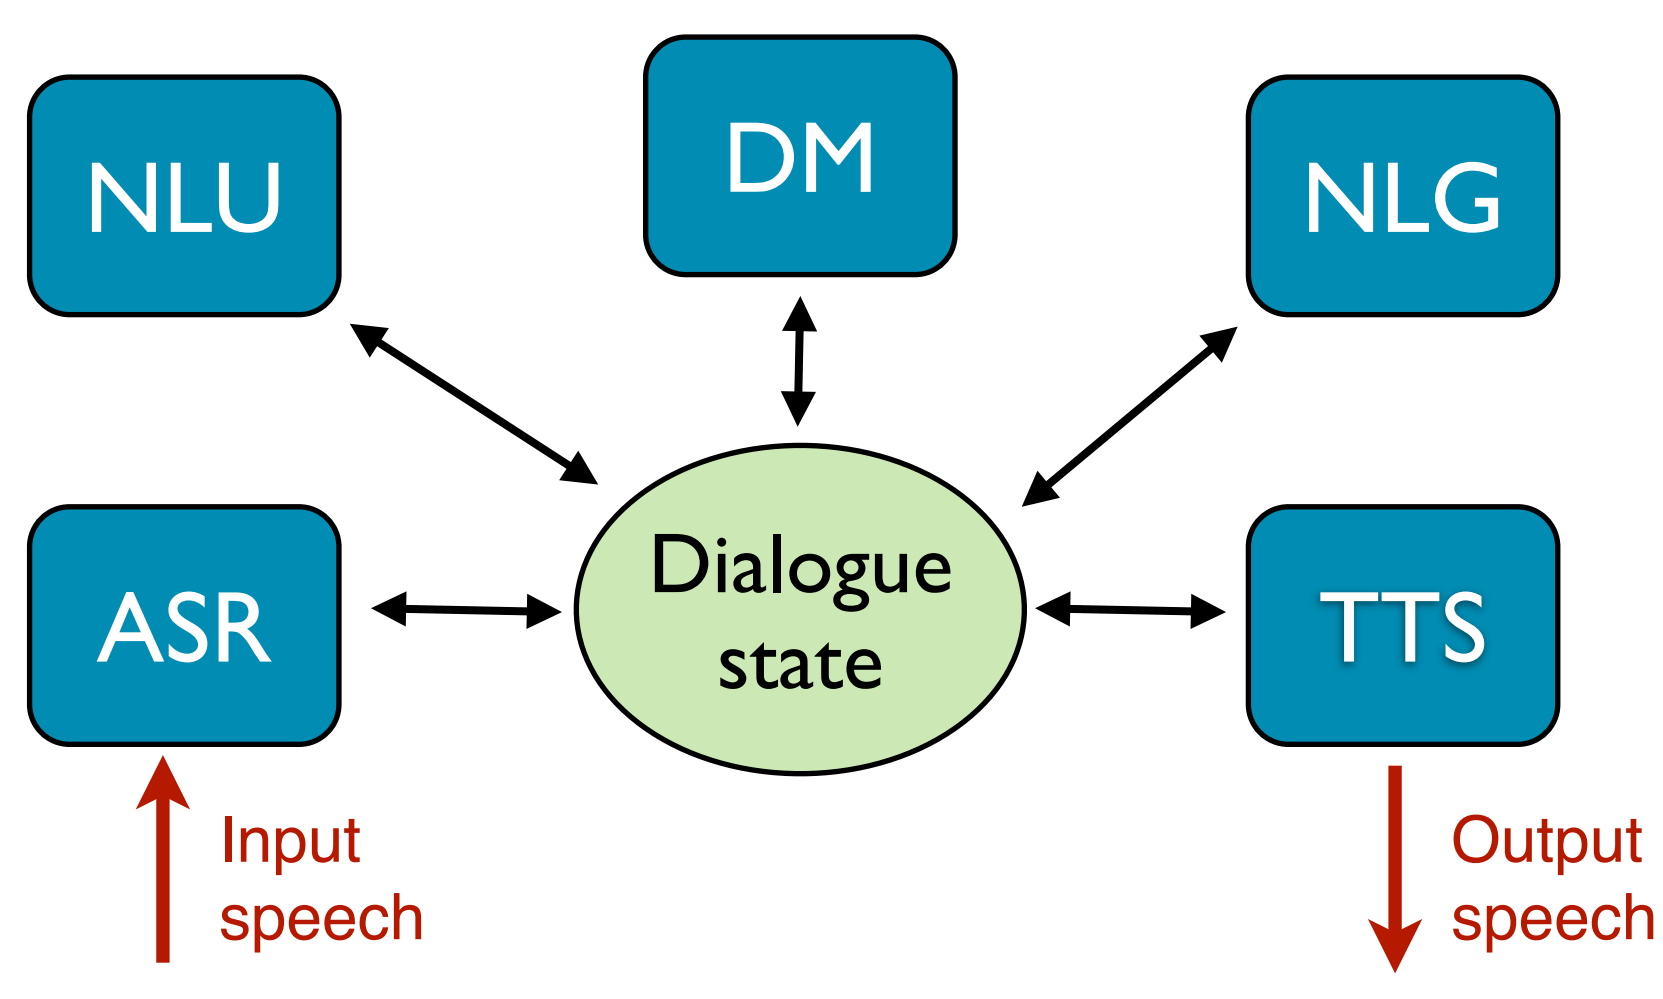 NLU
DM
NLG
ASR
Dialogue
state
TTS
Input
speech
Output
speech